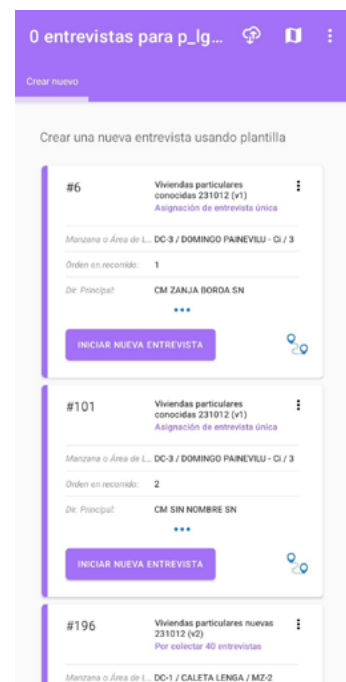 0 entrevistas para p_lg...
Crear nuevo
Crear una nueva entrevista usando plantilla
#6
Viviendas particulares
conocidas 231012 (v1)
Asignación de entrevista única
Manzana o Área de L... DC-3 / DOMINGO PAINEVILU - Ci / 3
Orden en recorrido: 1
Dir. Principal: CM ZANJA BOROA SN
INICIAR NUEVA ENTREVISTA
#101
Viviendas particulares
conocidas 231012 (v1)
Asignación de entrevista única
Manzana o Área de L... DC-3 / DOMINGO PAINEVILU - Ci / 3
Orden en recorrido: 2
Dir. Principal: CM SIN NOMBRE SN
INICIAR NUEVA ENTREVISTA
#196
Viviendas particulares nuevas
231012 (v2)
Por colectar 40 entrevistas
Manzana o Área de L... DC-1 / CALETA LENGA / MZ-2